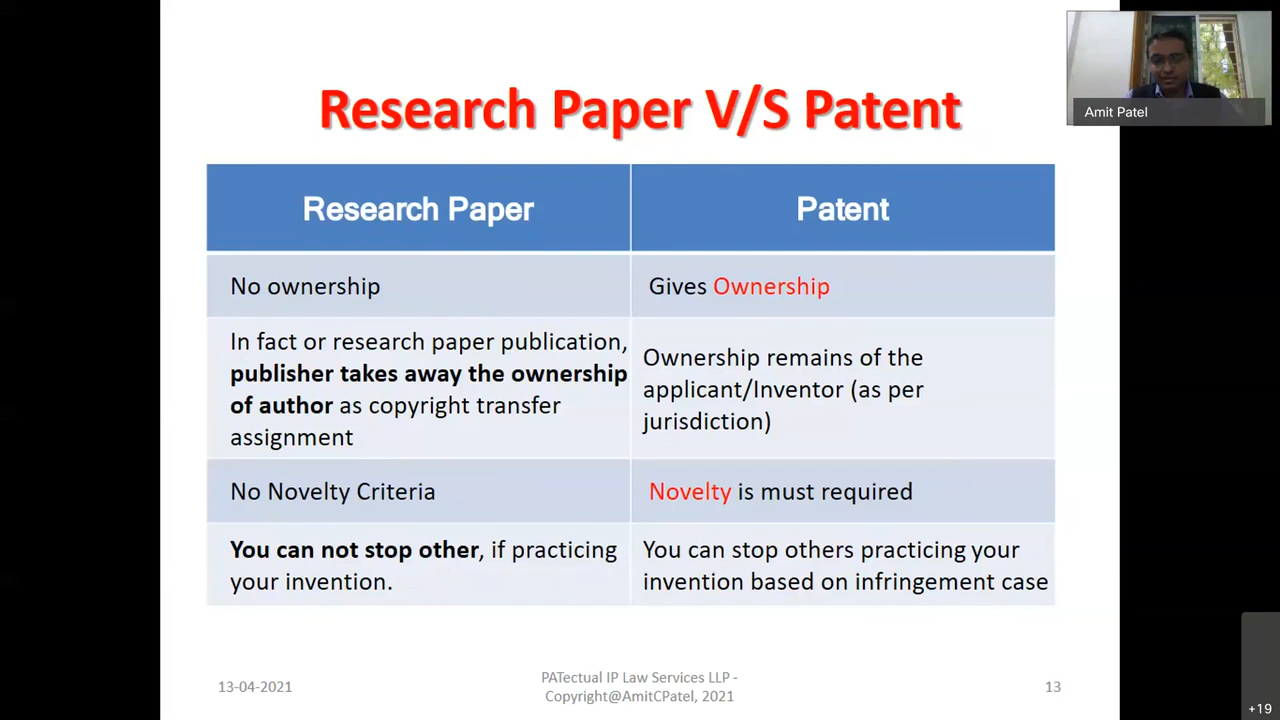 Research Paper V/S Patent
Amit Patel
Research Paper
Patent
No ownership
Gives Ownership
In fact or research paper publication,
publisher takes away the ownership
of author as copyright transfer
assignment
Ownership remains of the
applicant/Inventor (as per
jurisdiction)
No Novelty Criteria
Novelty is must required
You can not stop other, if practicing
your invention.
You can stop others practicing your
invention based on infringement case
13-04-2021
PATectual IP Law Services LLP -
Copyright@AmitCPatel, 2021
13
+19